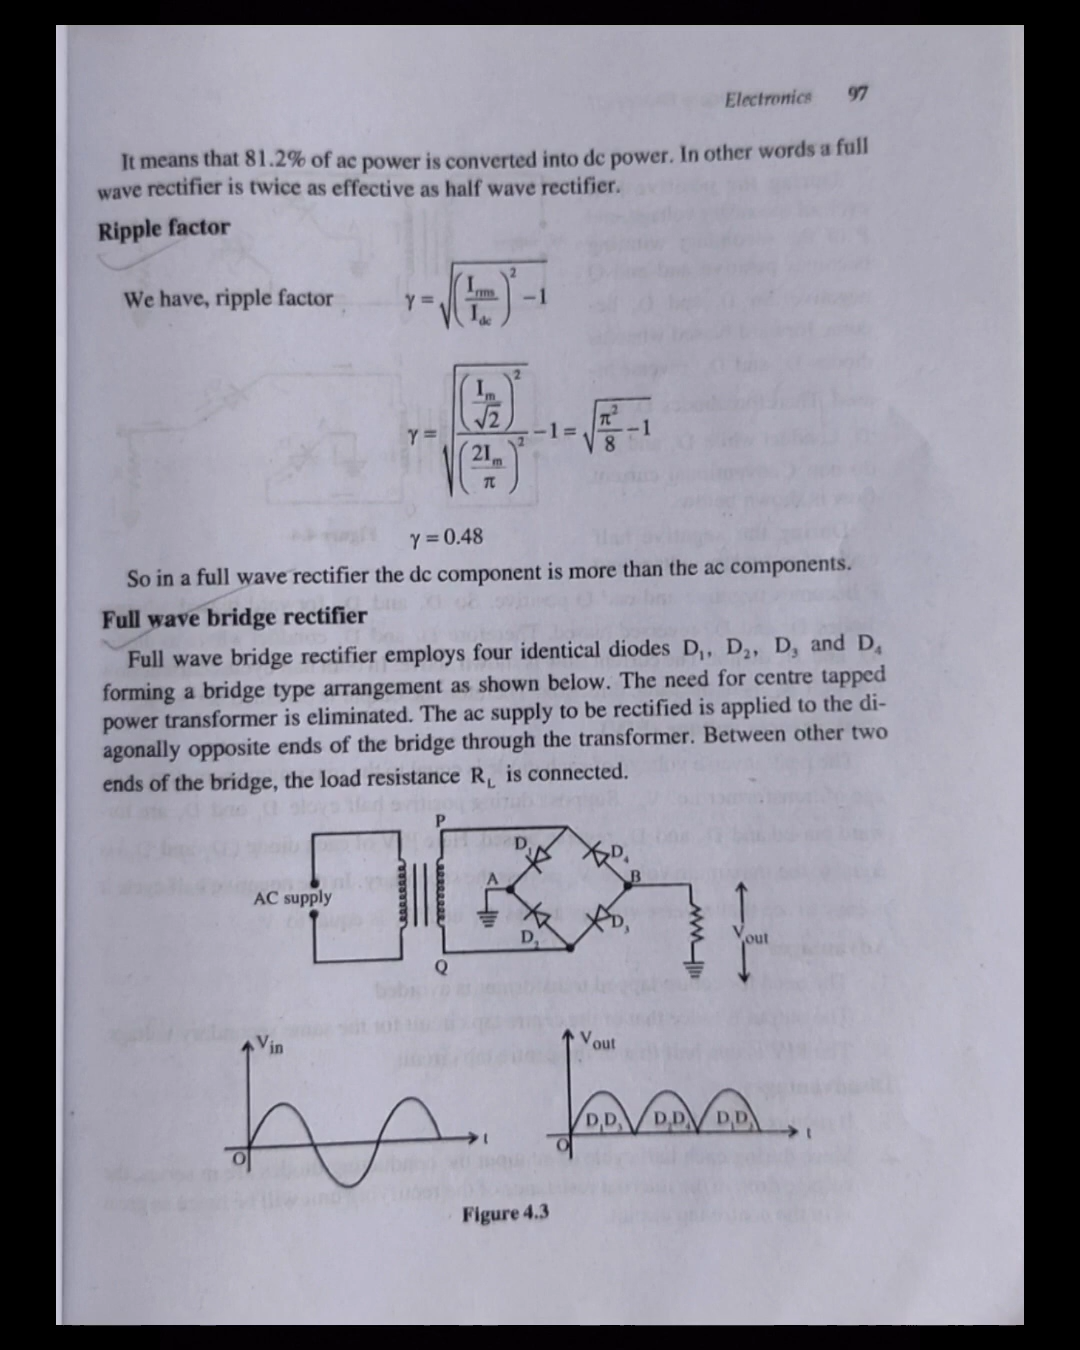 Electronics 97
It means that 81.2% of ac power is converted into dc power. In other words a full
wave rectifier is twice as effective as half wave rectifier.
Ripple factor
We have, ripple factor γ = √((I_rms / I_dc)² − 1)
γ = √((I_m / √2)² / (2I_m / π)² − 1) = √(π² / 8 − 1)
γ = 0.48
So in a full wave rectifier the dc component is more than the ac components.
Full wave bridge rectifier
Full wave bridge rectifier employs four identical diodes D₁, D₂, D₃ and D₄
forming a bridge type arrangement as shown below. The need for centre tapped
power transformer is eliminated. The ac supply to be rectified is applied to the di-
agonally opposite ends of the bridge through the transformer. Between other two
ends of the bridge, the load resistance R_L is connected.
P
D₁ D₄
A B
AC supply
D₂ D₃
Vout
Q
Vin
O
t
Vout
D₁D₃ D₂D₄ D₁D₃
O
t
Figure 4.3